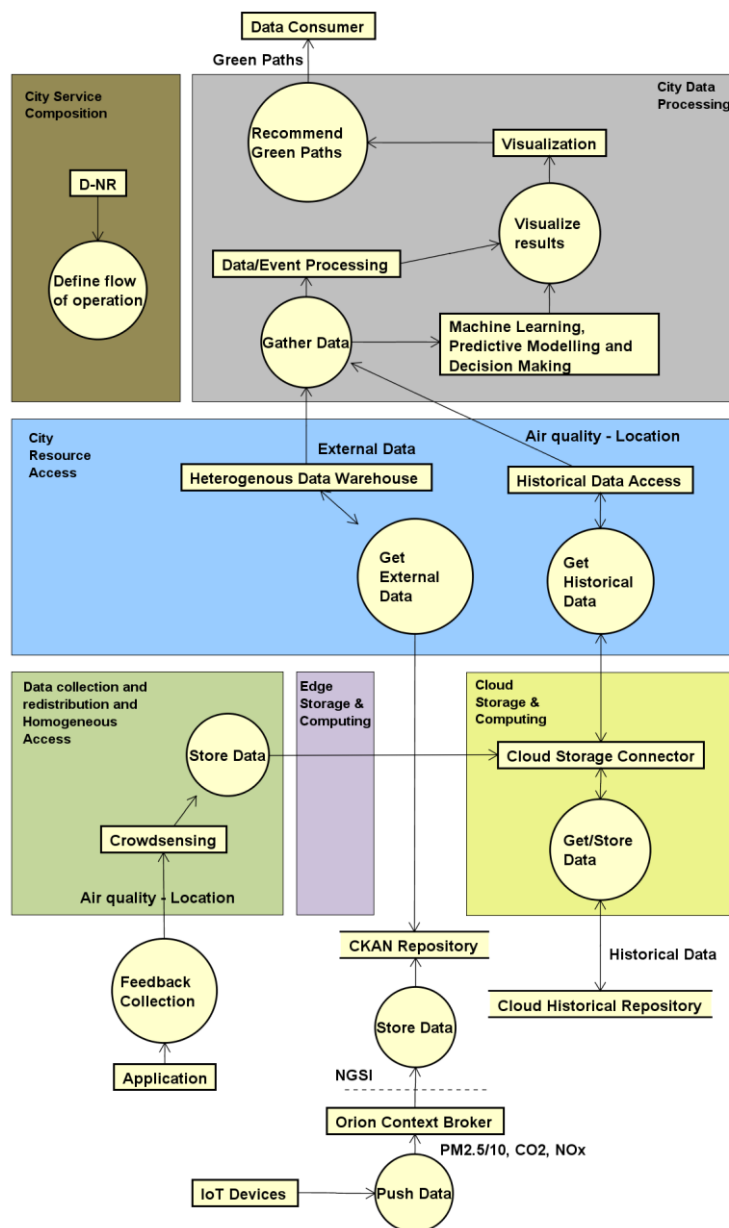 Data Consumer
Green Paths
City Service
Composition
City Data
Processing
Recommend
Green Paths
Visualization
D-NR
Visualize
results
Data/Event Processing
Define flow
of operation
Gather Data
Machine Learning,
Predictive Modelling and
Decision Making
City
Resource
Access
External Data
Air quality - Location
Heterogenous Data Warehouse
Historical Data Access
Get
External
Data
Get
Historical
Data
Data collection and
redistribution and
Homogeneous
Access
Edge
Storage &
Computing
Cloud
Storage
& Computing
Store Data
Cloud Storage Connector
Crowdsensing
Get/Store
Data
Air quality - Location
CKAN Repository
Historical Data
Feedback
Collection
Cloud Historical Repository
Store Data
Application
NGSI
Orion Context Broker
PM2.5/10, CO2, NOx
IoT Devices
Push Data